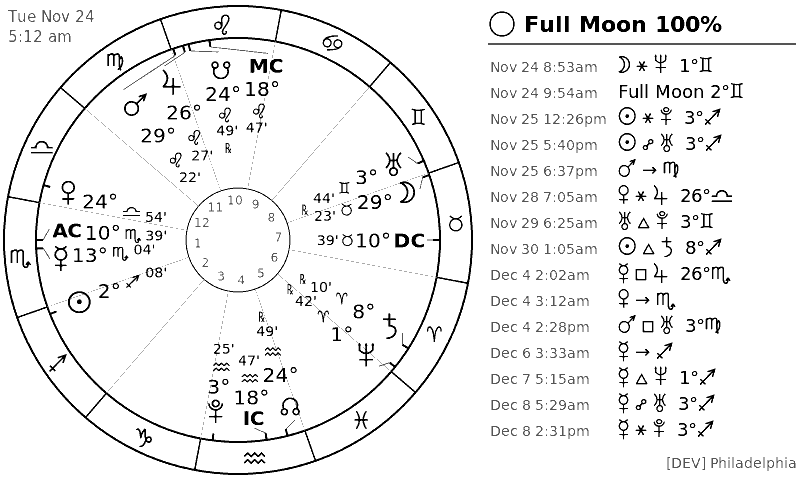 Tue Nov 24
5:12 am
Full Moon 100%
Nov 24 8:53am ☽ ⚹ ♆ 1°♊
Nov 24 9:54am Full Moon 2°♊
Nov 25 12:26pm ☉ ⚹ ♇ 3°♐
Nov 25 5:40pm ☉ ☍ ♅ 3°♐
Nov 25 6:37pm ♂ → ♍
Nov 28 7:05am ♀ ⚹ ♃ 26°♎
Nov 29 6:25am ♅ △ ♇ 3°♊
Nov 30 1:05am ☉ △ ♄ 8°♐
Dec 4 2:02am ☿ □ ♃ 26°♏
Dec 4 3:12am ♀ → ♏
Dec 4 2:28pm ♂ □ ♅ 3°♍
Dec 6 3:33am ☿ → ♐
Dec 7 5:15am ☿ △ ♆ 1°♐
Dec 8 5:29am ☿ ☍ ♅ 3°♐
Dec 8 2:31pm ☿ ⚹ ♇ 3°♐
[DEV] Philadelphia
♌
♍
♋
♎
♊
♏
♉
♐
♈
♑
♓
♒
♂ 29° ♌ 22'
♃ 26° ♌ 27'
☋ 24° ♌ 49' ℞
MC 18° ♌ 47'
♅ 3° ♊ 44' ℞
☽ 29° ♉ 23'
DC 10° ♉ 39'
♄ 8° ♈ 10' ℞
♆ 1° ♈ 42' ℞
☊ 24° ♒ 49' ℞
IC 18° ♒ 47'
♇ 3° ♒ 25'
☉ 2° ♐ 08'
☿ 13° ♏ 04'
AC 10° ♏ 39'
♀ 24° ♎ 54'
1
2
3
4
5
6
7
8
9
10
11
12